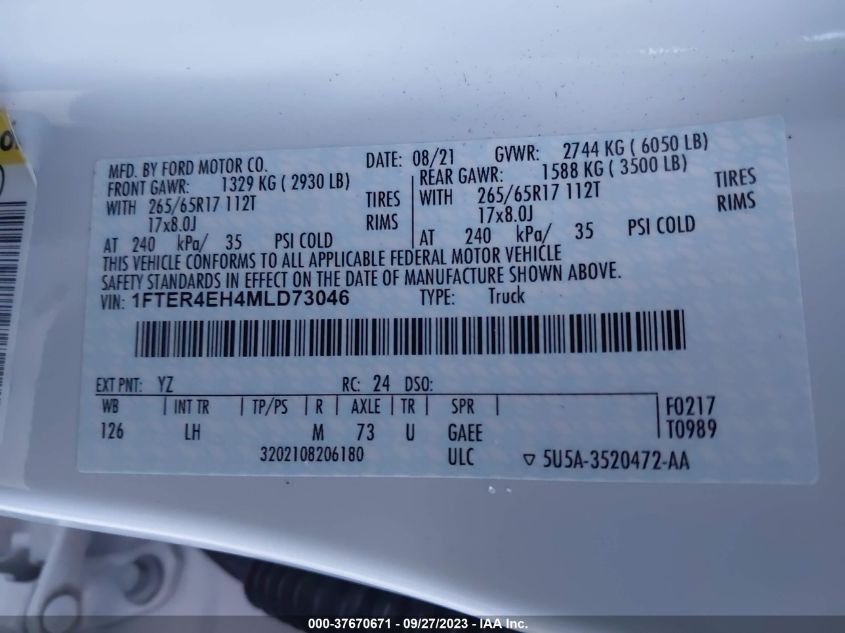 MFD. BY FORD MOTOR CO. DATE: 08/21 GVWR: 2744 KG ( 6050 LB)
FRONT GAWR: 1329 KG ( 2930 LB) REAR GAWR: 1588 KG ( 3500 LB)
WITH 265/65R17 112T TIRES WITH 265/65R17 112T TIRES
17x8.0J RIMS 17x8.0J RIMS
AT 240 kPa/ 35 PSI COLD AT 240 kPa/ 35 PSI COLD
THIS VEHICLE CONFORMS TO ALL APPLICABLE FEDERAL MOTOR VEHICLE
SAFETY STANDARDS IN EFFECT ON THE DATE OF MANUFACTURE SHOWN ABOVE.
VIN: 1FTER4EH4MLD73046 TYPE: Truck
EXT PNT: YZ RC: 24 DSO:
WB | INT TR | TP/PS | R | AXLE | TR | SPR | F0217
126 LH M 73 U GAEE T0989
3202108206180 ULC ▽ 5U5A-3520472-AA
000-37670671 / 09/27/2023 - IAA Inc.